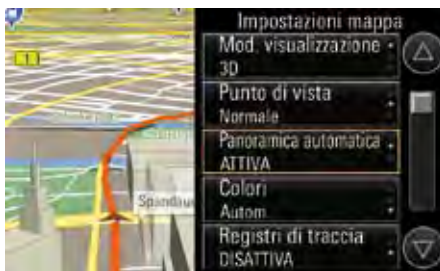 Impostazioni mappa
Mod. visualizzazione
3D
Punto di vista
Normale
Panoramica automatica
ATTIVA
Colori
Autom
Registri di traccia
DISATTIVA
1
Spandau